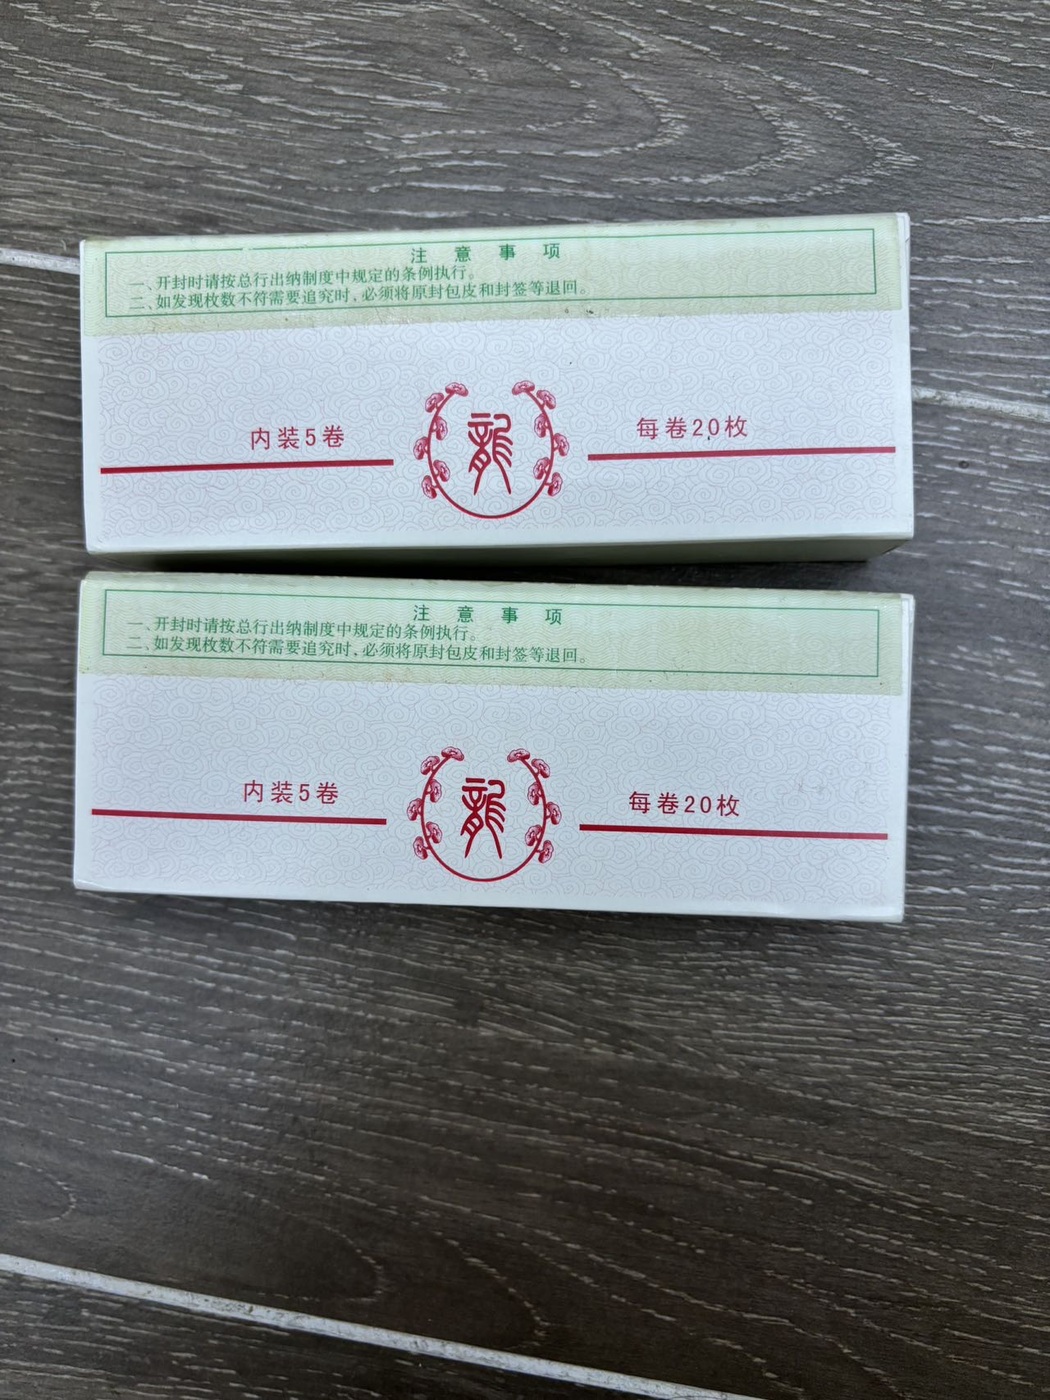 注意事项
一、开封时请按总行出纳制度中规定的条例执行。
二、如发现枚数不符需要追究时，必须将原封包皮和封签等退回。
内装5卷
龍
每卷20枚
注意事项
一、开封时请按总行出纳制度中规定的条例执行。
二、如发现枚数不符需要追究时，必须将原封包皮和封签等退回。
内装5卷
龍
每卷20枚